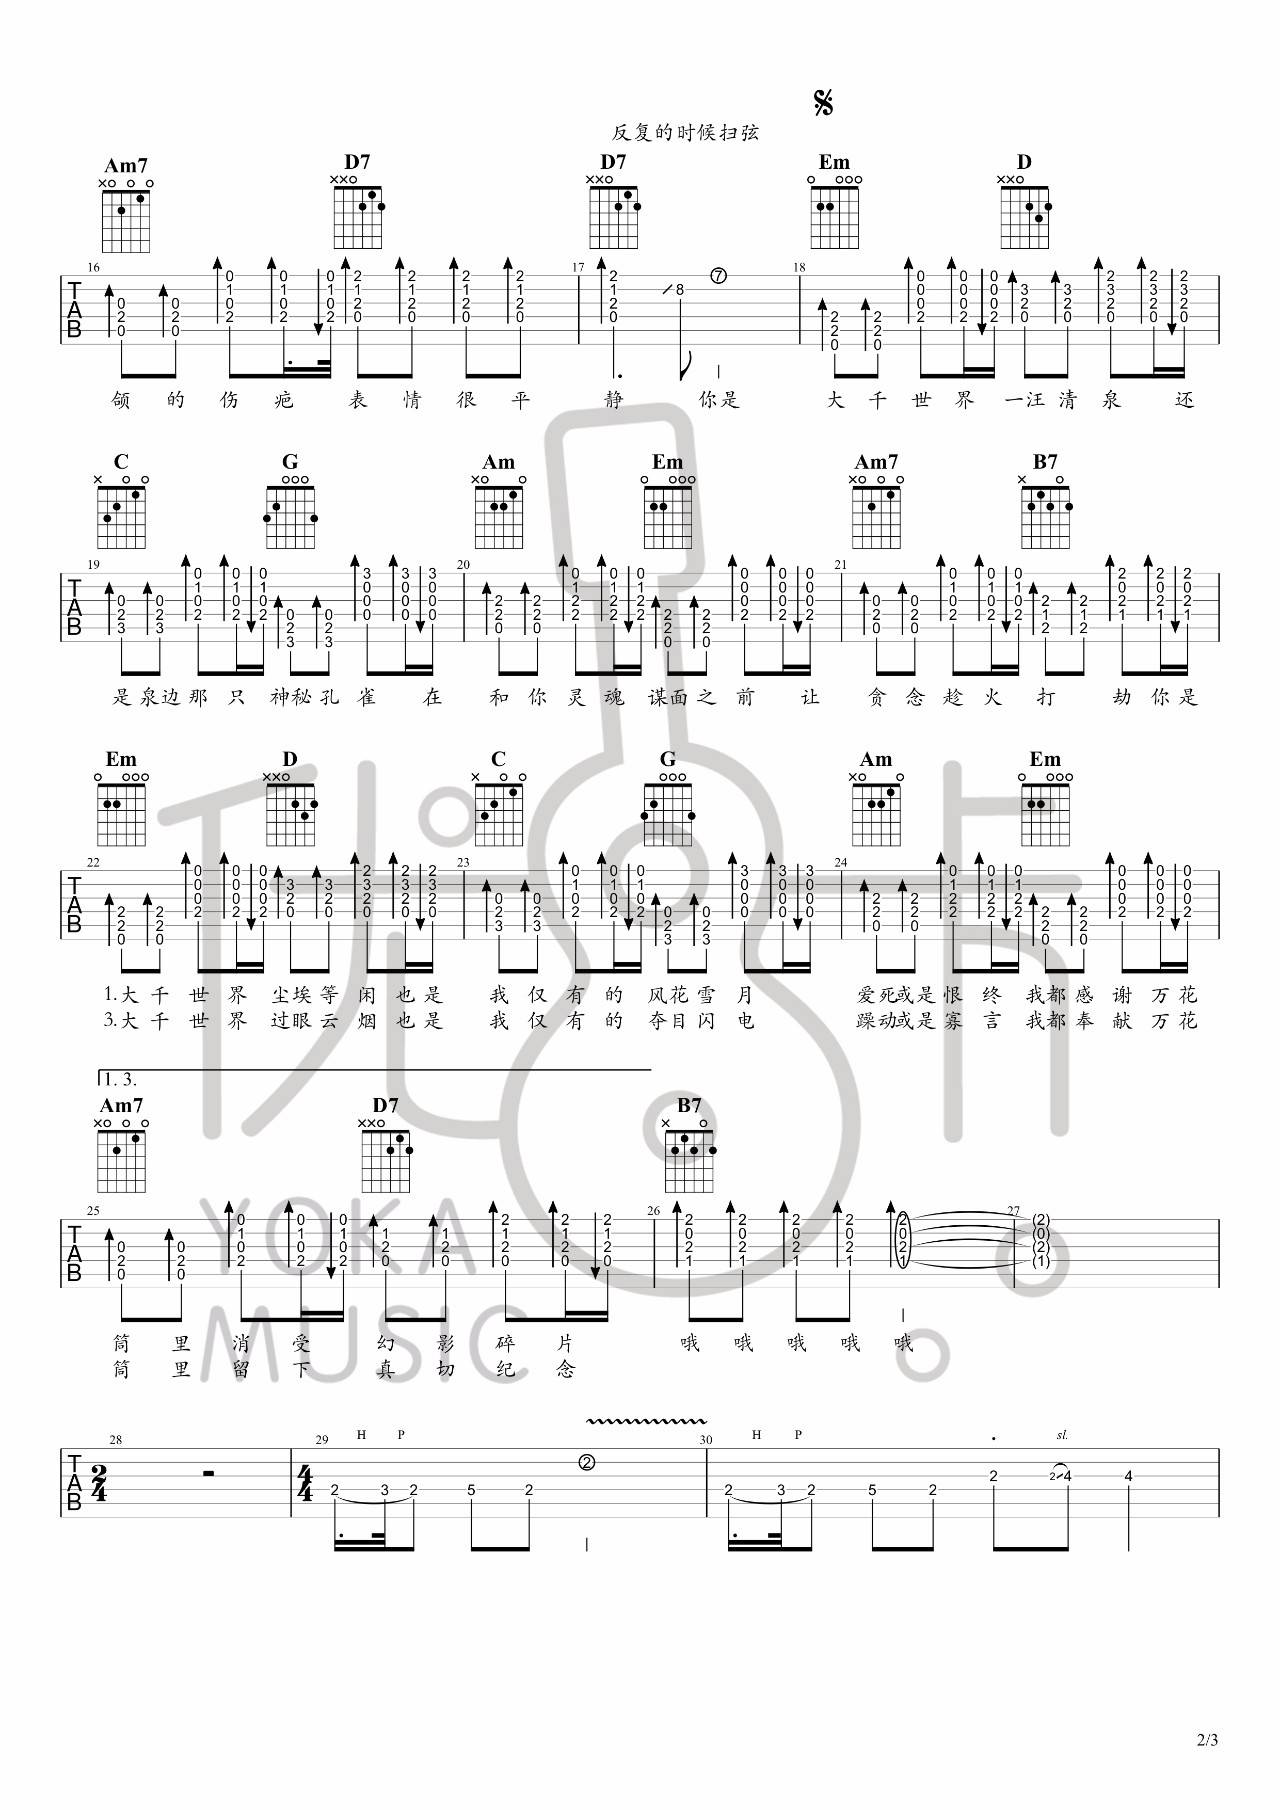 反复的时候扫弦
Am7 D7 D7 Em D
16 17 18
颌的伤疤 表情很平 静 你是 大千世界一汪清泉 还
C G Am Em Am7 B7
19 20 21
是泉边那只神秘孔雀 在 和你灵魂谋面之前 让 贪念趁火打 劫你是
Em D C G Am Em
22 23 24
1.大千世界 尘埃等闲也是 我仅有的风花雪月 爱死或是恨终 我都感谢万花
3.大千世界 过眼云烟也是 我仅有的夺目闪电 躁动或是寡言 我都奉献万花
1. 3.
Am7 D7 B7
25 26 27
筒里消受 幻影碎片 哦哦哦哦哦
筒里留下 真切纪念
YOKA
MUSIC
28 29 H P 30 H P sl.
2/3